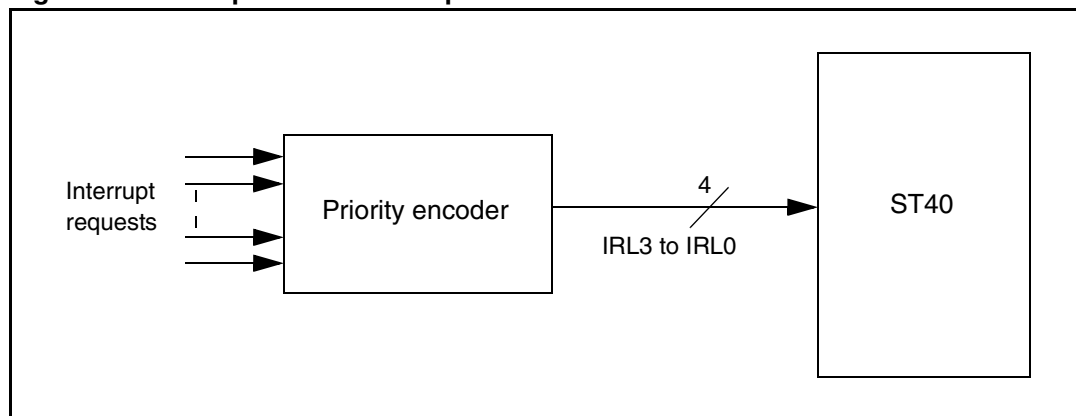 Interrupt
requests
Priority encoder
4
IRL3 to IRL0
ST40